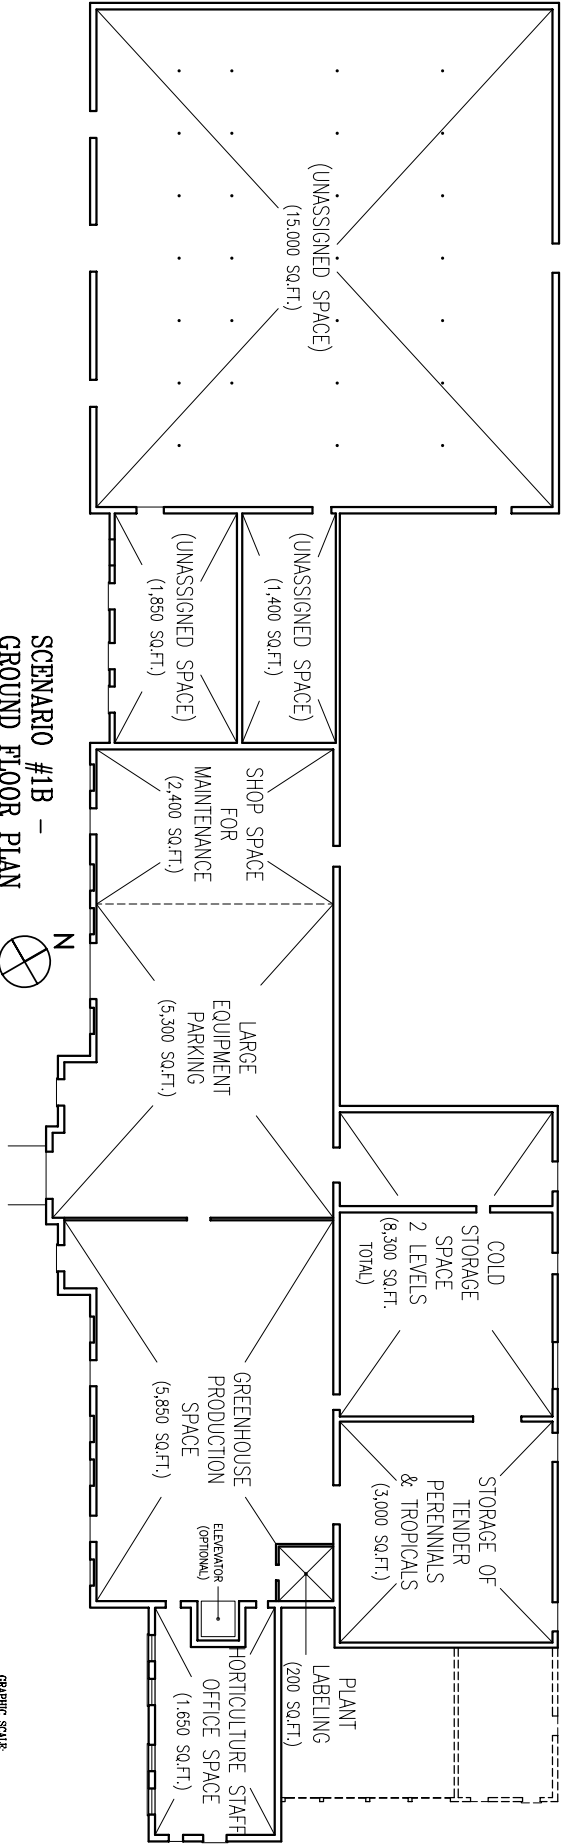 (UNASSIGNED SPACE)
(15.000 SQ.FT.)
(UNASSIGNED SPACE)
(1,400 SQ.FT.)
(UNASSIGNED SPACE)
(1,850 SQ.FT.)
SHOP SPACE
FOR
MAINTENANCE
(2,400 SQ.FT.)
LARGE
EQUIPMENT
PARKING
(5,300 SQ.FT.)
COLD
STORAGE
SPACE
2 LEVELS
(8,300 SQ.FT.
TOTAL)
GREENHOUSE
PRODUCTION
SPACE
(5,850 SQ.FT.)
STORAGE OF
TENDER
PERENNIALS
& TROPICALS
(3,000 SQ.FT.)
ELEVEVATOR
(OPTIONAL)
PLANT
LABELING
(200 SQ.FT.)
HORTICULTURE STAFF
OFFICE SPACE
(1.650 SQ.FT.)
SCENARIO #1B -
GROUND FLOOR PLAN
N
GRAPHIC SCALE: